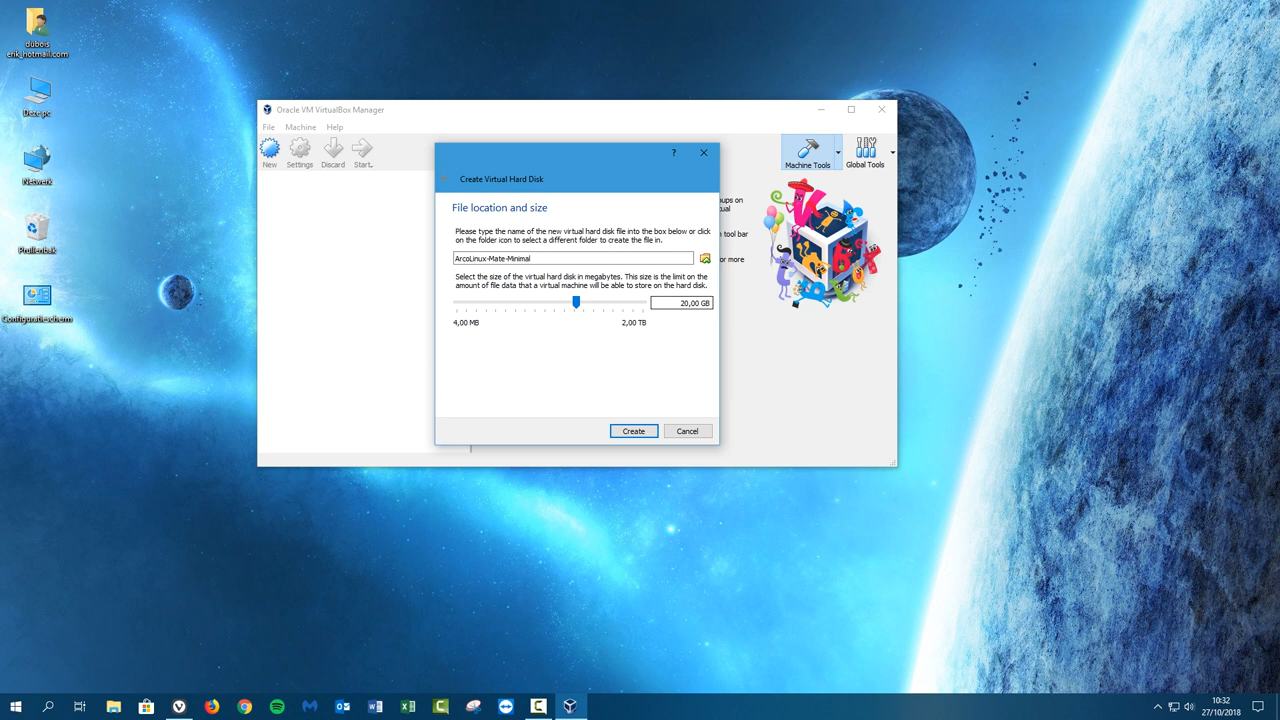 dubois
erik_hotmail.com
Deze pc
Netwerk
Prullenbak
Configuratiescherm
Oracle VM VirtualBox Manager
File Machine Help
New Settings Discard Start.. Machine Tools Global Tools
?
Create Virtual Hard Disk
File location and size
Please type the name of the new virtual hard disk file into the box below or click
on the folder icon to select a different folder to create the file in.
ArcoLinux-Mate-Minimal
Select the size of the virtual hard disk in megabytes. This size is the limit on the
amount of file data that a virtual machine will be able to store on the hard disk.
20,00 GB
4,00 MB 2,00 TB
Create Cancel
oups on
tual
n tool bar
or more
10:32
27/10/2018